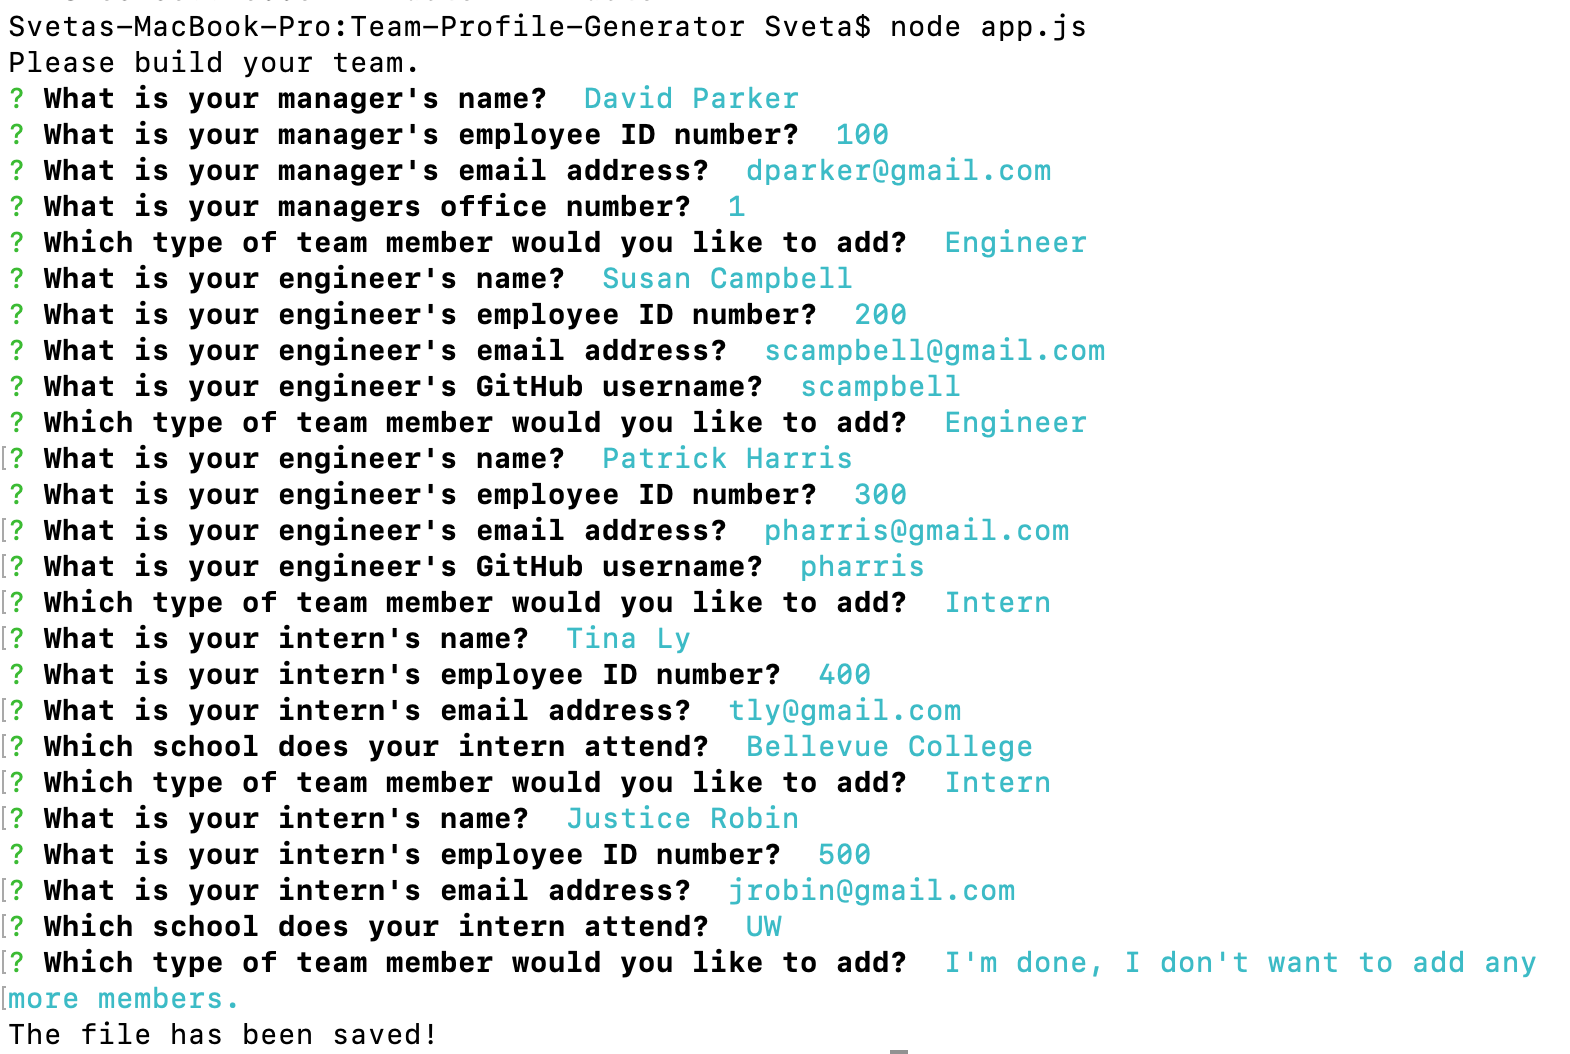 Svetas-MacBook-Pro:Team-Profile-Generator Sveta$ node app.js
Please build your team.
? What is your manager's name?  David Parker
? What is your manager's employee ID number?  100
? What is your manager's email address?  dparker@gmail.com
? What is your managers office number?  1
? Which type of team member would you like to add?  Engineer
? What is your engineer's name?  Susan Campbell
? What is your engineer's employee ID number?  200
? What is your engineer's email address?  scampbell@gmail.com
? What is your engineer's GitHub username?  scampbell
? Which type of team member would you like to add?  Engineer
[? What is your engineer's name?  Patrick Harris
? What is your engineer's employee ID number?  300
[? What is your engineer's email address?  pharris@gmail.com
[? What is your engineer's GitHub username?  pharris
[? Which type of team member would you like to add?  Intern
[? What is your intern's name?  Tina Ly
? What is your intern's employee ID number?  400
[? What is your intern's email address?  tly@gmail.com
[? Which school does your intern attend?  Bellevue College
[? Which type of team member would you like to add?  Intern
[? What is your intern's name?  Justice Robin
? What is your intern's employee ID number?  500
[? What is your intern's email address?  jrobin@gmail.com
[? Which school does your intern attend?  UW
[? Which type of team member would you like to add?  I'm done, I don't want to add any
[more members.
The file has been saved!